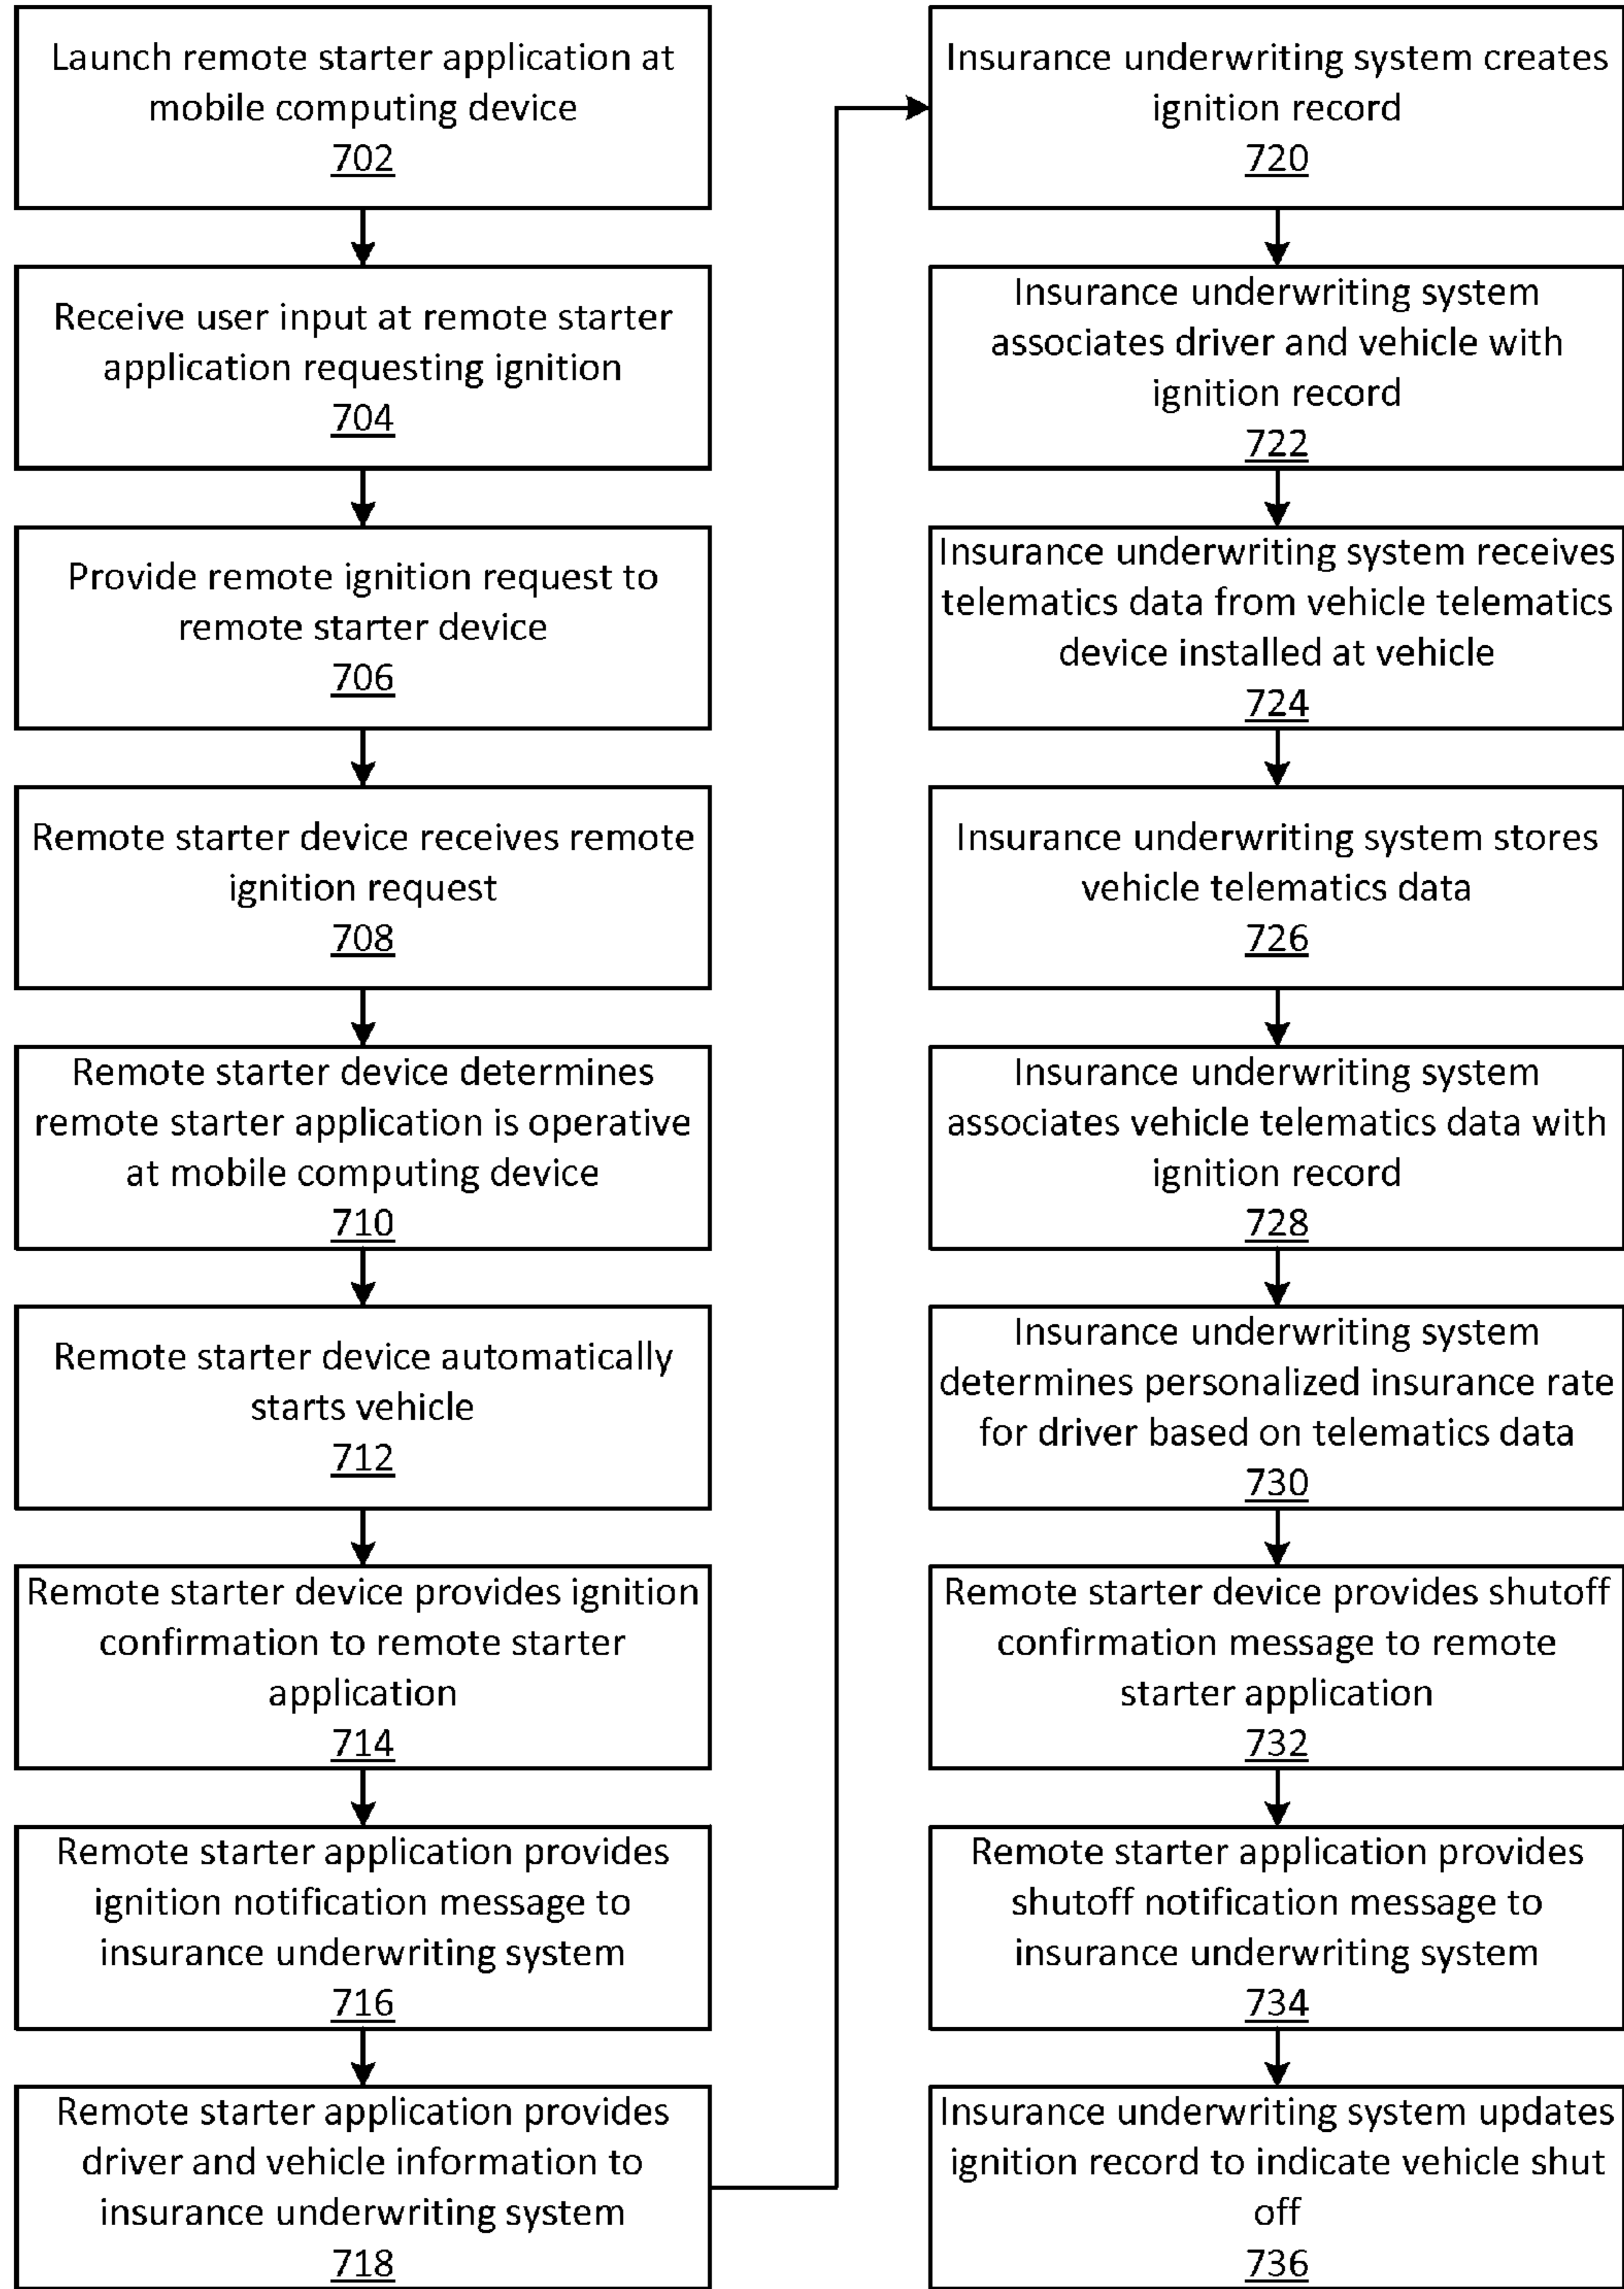 Launch remote starter application at
mobile computing device
702
Receive user input at remote starter
application requesting ignition
704
Provide remote ignition request to
remote starter device
706
Remote starter device receives remote
ignition request
708
Remote starter device determines
remote starter application is operative
at mobile computing device
710
Remote starter device automatically
starts vehicle
712
Remote starter device provides ignition
confirmation to remote starter
application
714
Remote starter application provides
ignition notification message to
insurance underwriting system
716
Remote starter application provides
driver and vehicle information to
insurance underwriting system
718
Insurance underwriting system creates
ignition record
720
Insurance underwriting system
associates driver and vehicle with
ignition record
722
Insurance underwriting system receives
telematics data from vehicle telematics
device installed at vehicle
724
Insurance underwriting system stores
vehicle telematics data
726
Insurance underwriting system
associates vehicle telematics data with
ignition record
728
Insurance underwriting system
determines personalized insurance rate
for driver based on telematics data
730
Remote starter device provides shutoff
confirmation message to remote
starter application
732
Remote starter application provides
shutoff notification message to
insurance underwriting system
734
Insurance underwriting system updates
ignition record to indicate vehicle shut
off
736